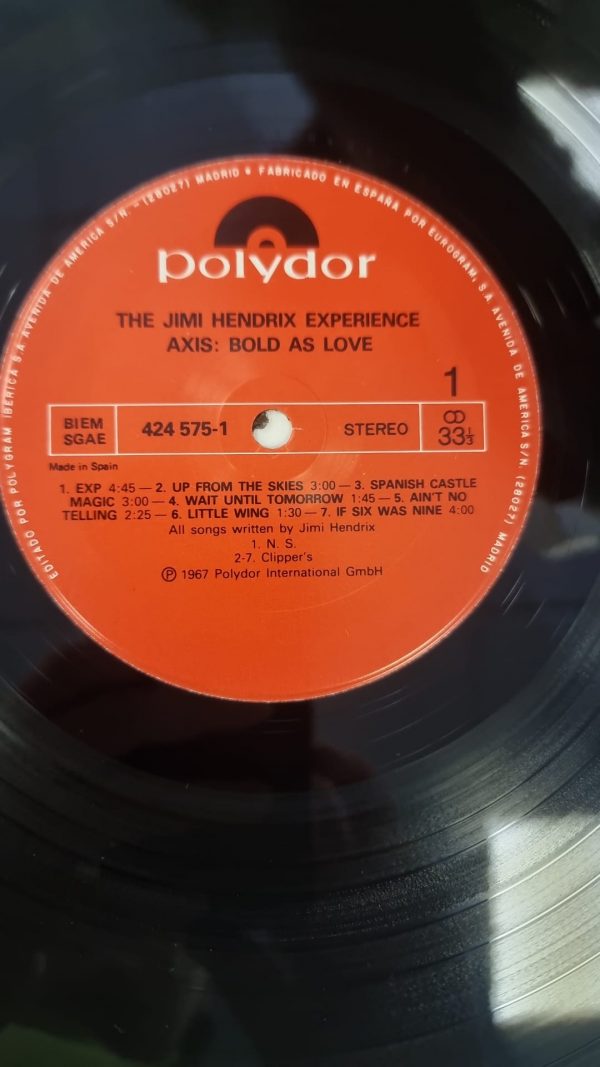 EDITADO POR POLYGRAM IBERICA S.A AVENIDA DE AMERICA S/N. - (28027) MADRID • FABRICADO EN ESPAÑA POR EUROGRAM, S.A AVENIDA DE AMERICA S/N. (28027) MADRID
polydor
THE JIMI HENDRIX EXPERIENCE
AXIS: BOLD AS LOVE
1
BIEM
SGAE
424 575-1
STEREO
33⅓
Made in Spain
1. EXP 4:45 — 2. UP FROM THE SKIES 3:00 — 3. SPANISH CASTLE
MAGIC 3:00 — 4. WAIT UNTIL TOMORROW 1:45 — 5. AIN'T NO
TELLING 2:25 — 6. LITTLE WING 1:30 — 7. IF SIX WAS NINE 4:00
All songs written by Jimi Hendrix
1. N. S.
2-7. Clipper's
℗ 1967 Polydor International GmbH